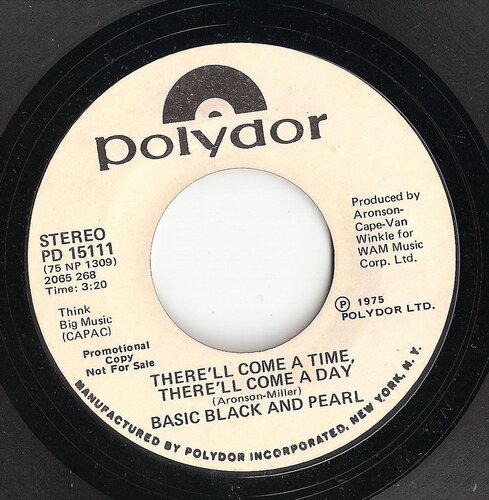 polydor
STEREO
PD 15111
(75 NP 1309)
2065 268
Time: 3:20
Think
Big Music
(CAPAC)
Promotional
Copy
Not For Sale
Produced by
Aronson-
Cape-Van
Winkle for
WAM Music
Corp. Ltd.
Ⓟ 1975
POLYDOR LTD.
THERE'LL COME A TIME,
THERE'LL COME A DAY
(Aronson-Miller)
BASIC BLACK AND PEARL
MANUFACTURED BY POLYDOR INCORPORATED, NEW YORK, N. Y.